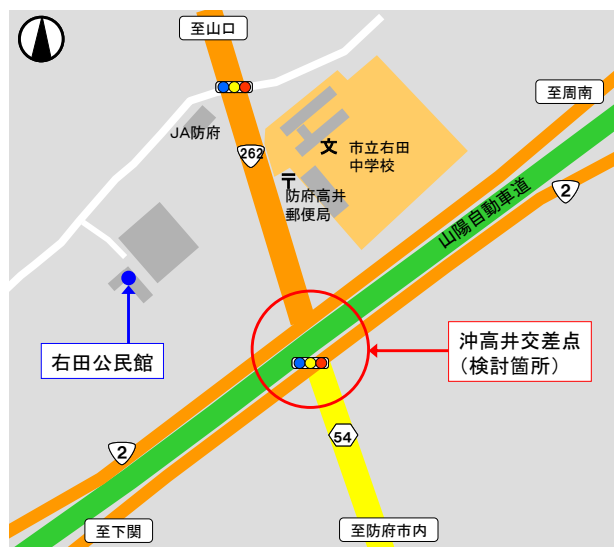 至山口
至周南
JA防府
262
文
市立右田
中学校
〒
防府高井
郵便局
2
山陽自動車道
右田公民館
沖高井交差点
（検討箇所）
54
2
至下関
至防府市内